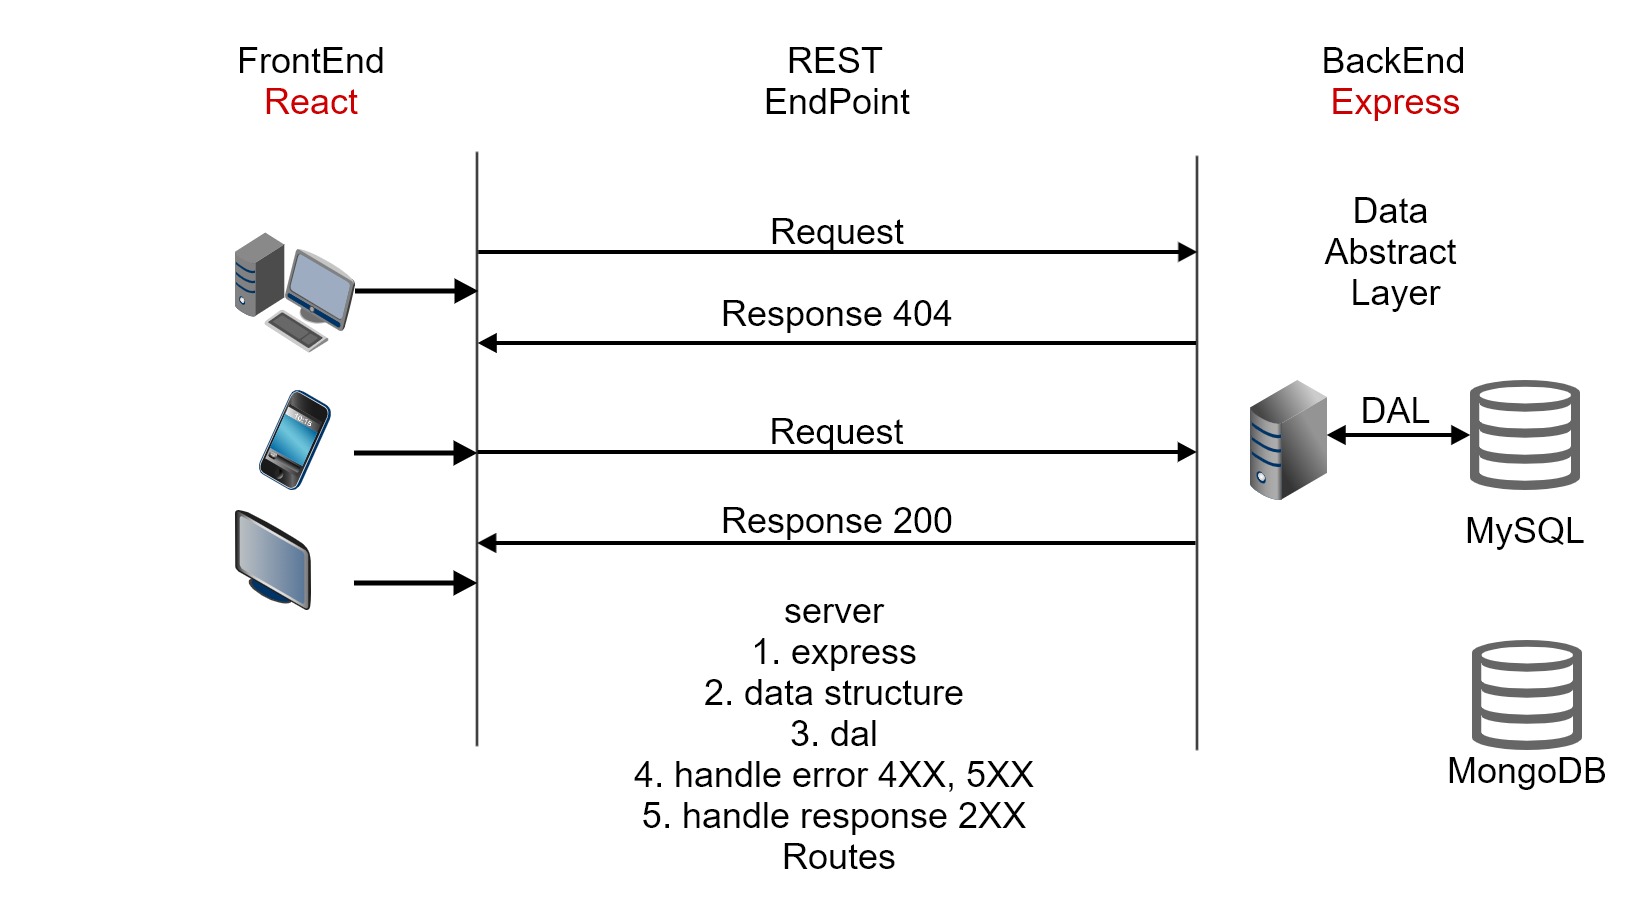 FrontEnd
React
REST
EndPoint
BackEnd
Express
Data
Abstract
Layer
Request
Response 404
Request
Response 200
DAL
MySQL
MongoDB
server
1. express
2. data structure
3. dal
4. handle error 4XX, 5XX
5. handle response 2XX
Routes